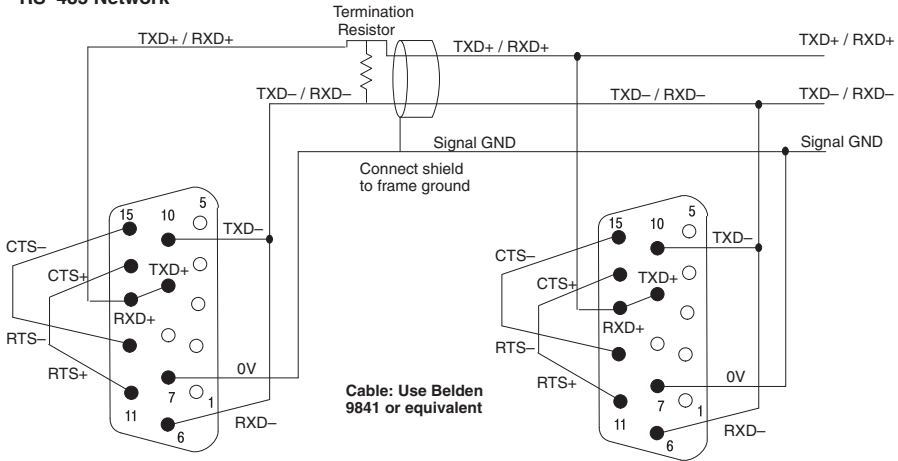 RS–485 Network
Termination
Resistor
TXD+ / RXD+
TXD+ / RXD+
TXD+ / RXD+
TXD– / RXD–
TXD– / RXD–
TXD– / RXD–
Signal GND
Signal GND
Connect shield
to frame ground
15
10
5
TXD–
CTS–
CTS+
TXD+
RXD+
RTS–
RTS+
0V
7
1
11
6
RXD–
Cable: Use Belden
9841 or equivalent
15
10
5
TXD–
CTS–
CTS+
TXD+
RXD+
RTS–
RTS+
0V
7
1
11
6
RXD–